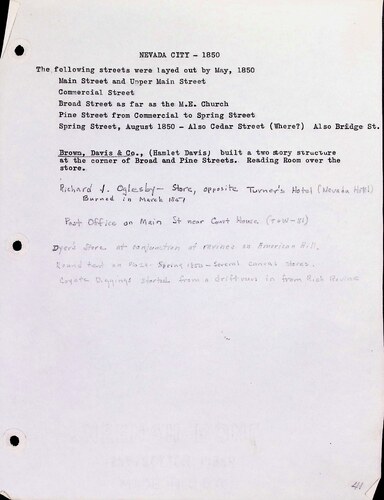 NEVADA CITY - 1850
The following streets were layed out by May, 1850
Main Street and Upper Main Street
Commercial Street
Broad Street as far as the M.E. Church
Pine Street from Commercial to Spring Street
Spring Street, August 1850 - Also Cedar Street (Where?) Also Bridge St.
Brown, Davis & Co., (Hamlet Davis) built a two story structure
at the corner of Broad and Pine Streets. Reading Room over the
store.
Richard J. Oglesby - Store, opposite Turner's Hotel (Nevada Hotel)
Burned in March 1851
Post Office on Main St near Court House
Dyer's Store at conjunction of ravines on American Hill.
Grand tent on Spring 1850 - Several canvas stores.
Coyote Diggings started from a drift run in from Rich Ravine
41